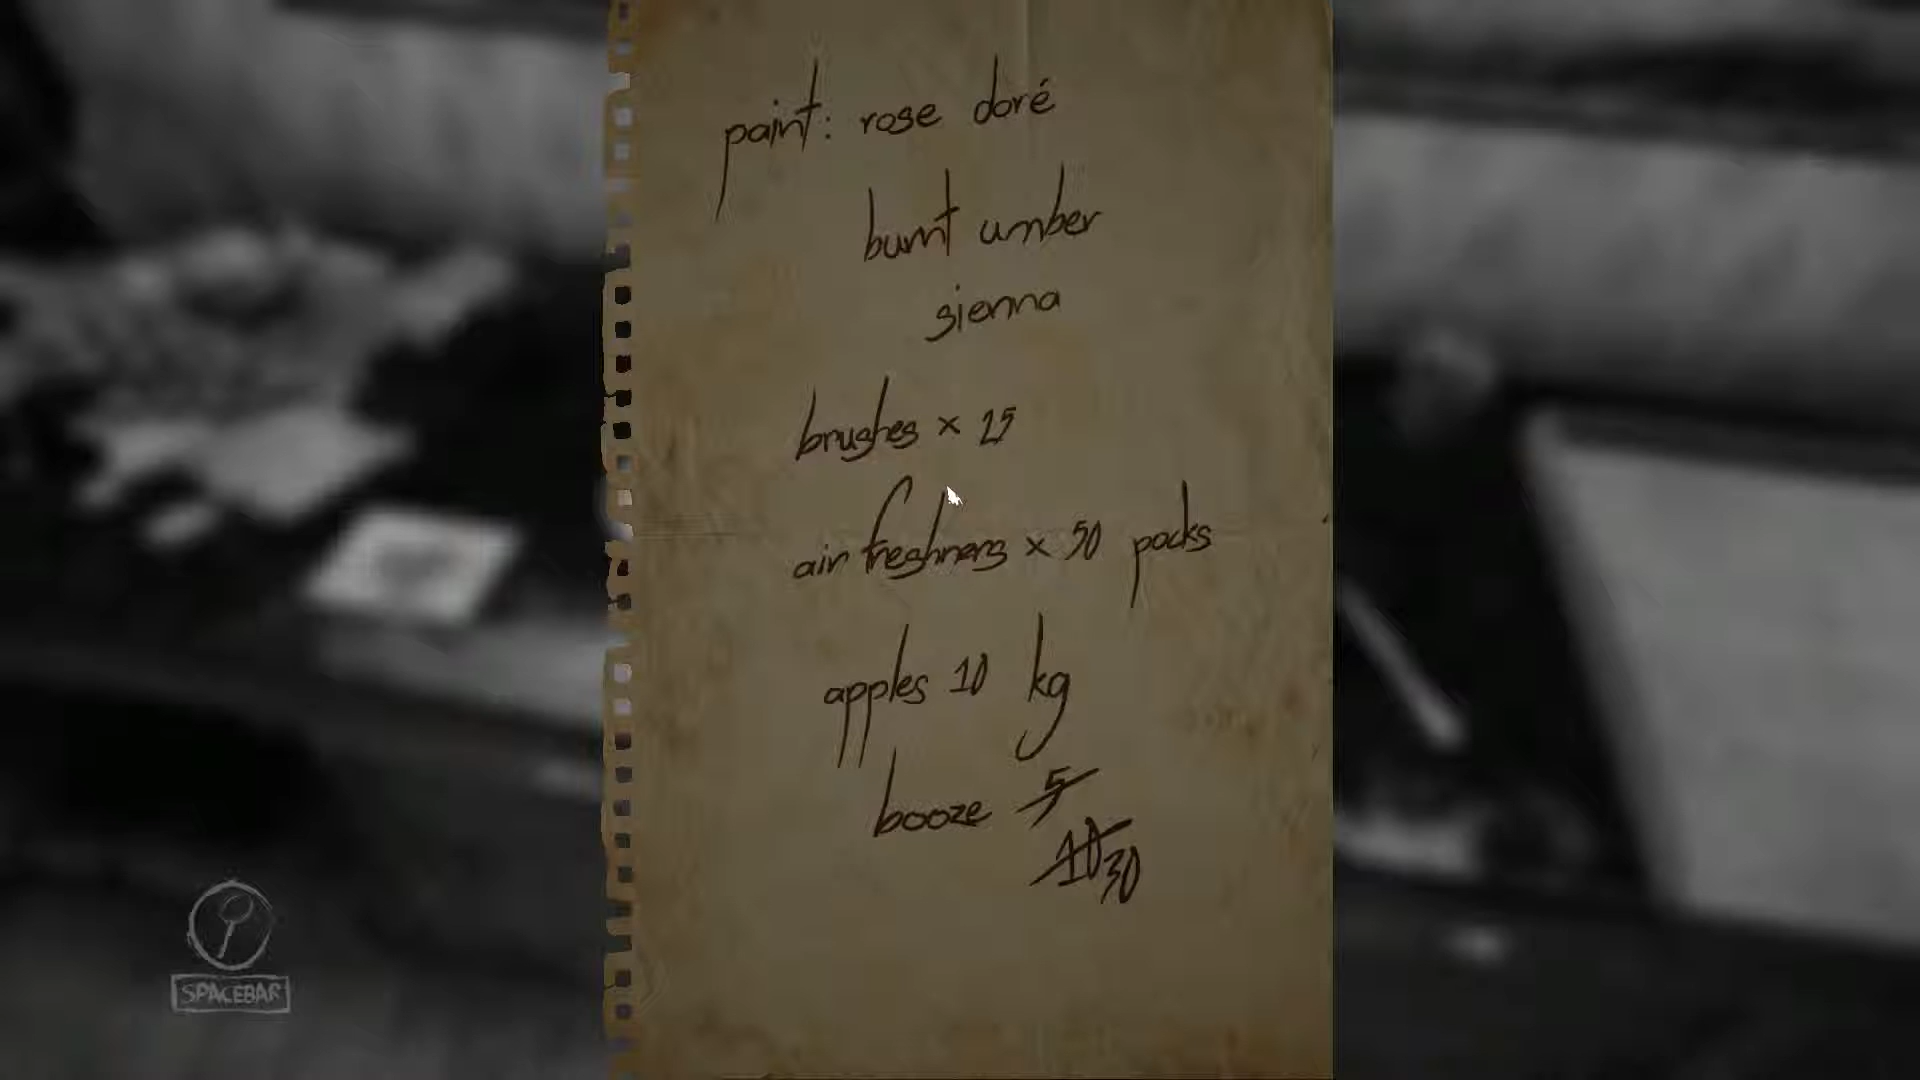 paint: rose doré
burnt umber
sienna
brushes × 25
air freshners × 50 packs
apples 10 kg
booze 5
10 30
SPACEBAR